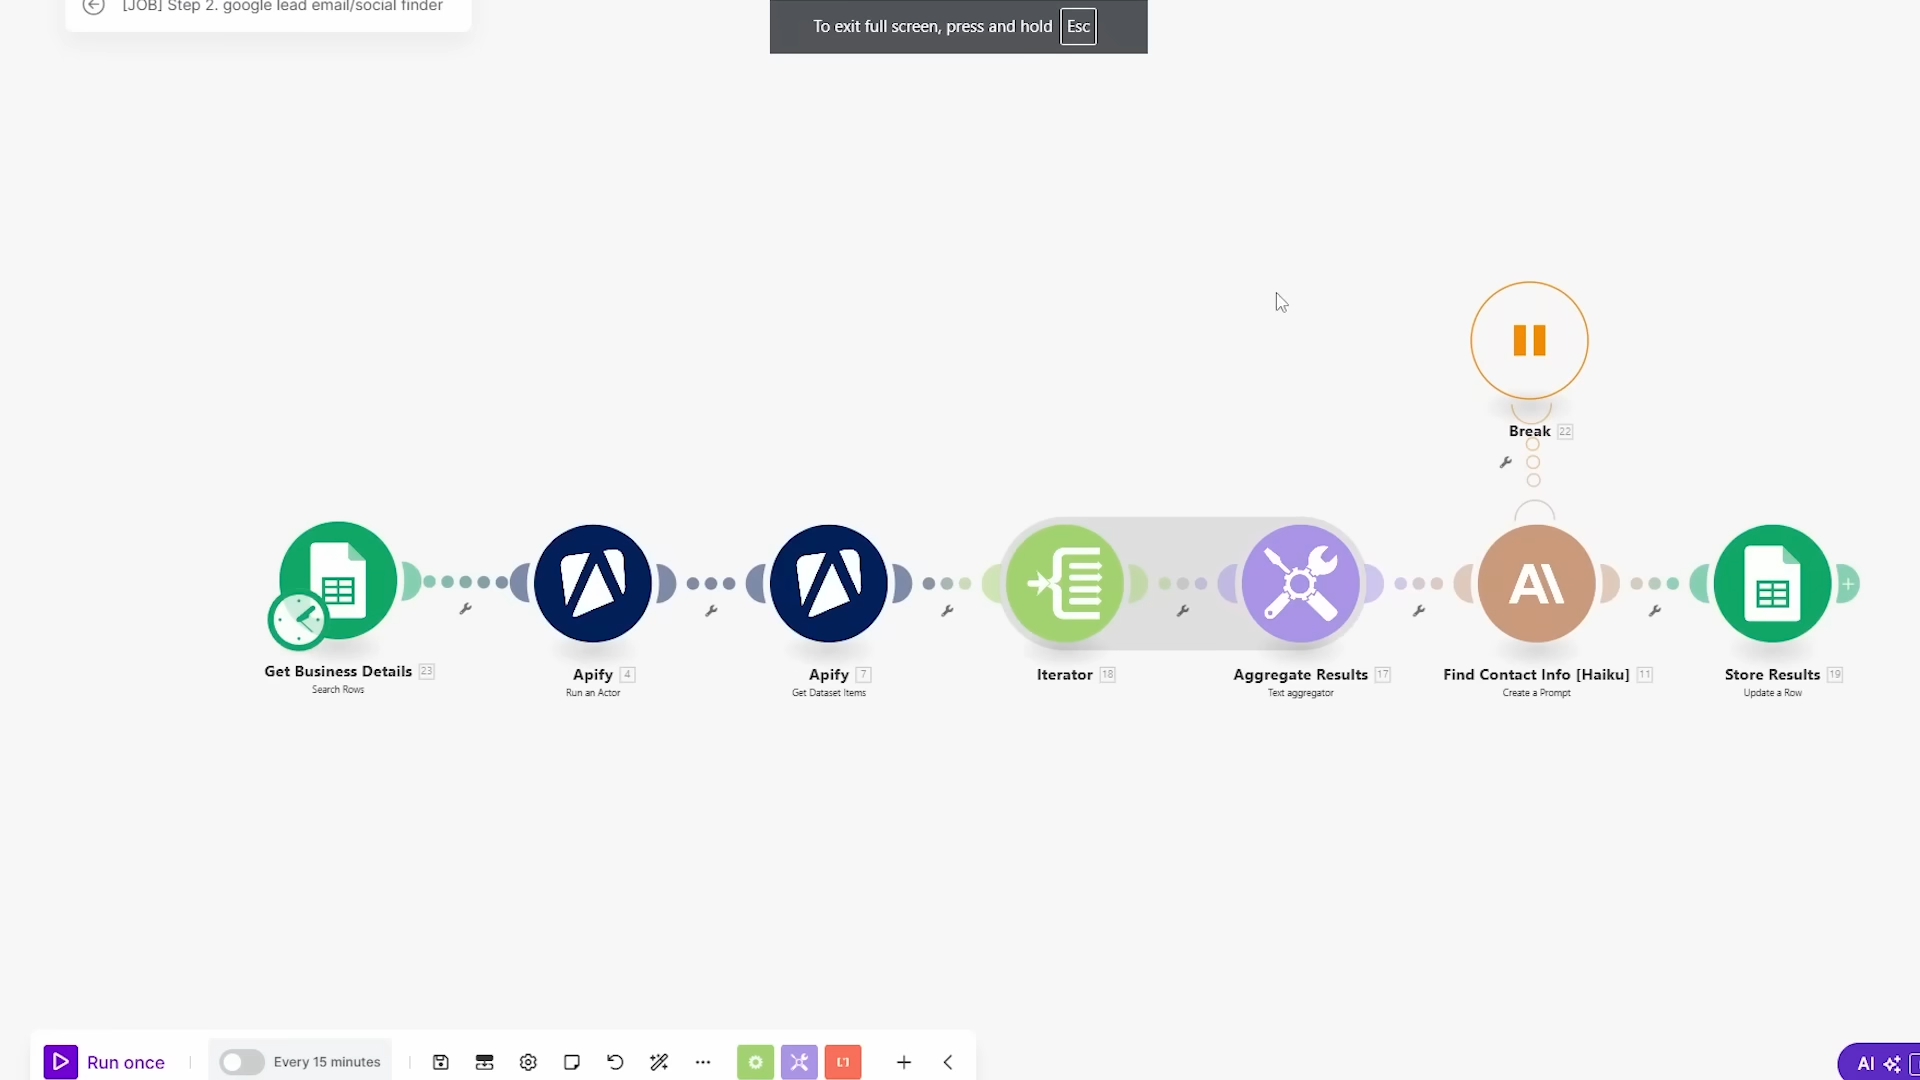 [JOB] Step 2. google lead email/social finder
To exit full screen, press and hold Esc
Break 22
Get Business Details 23
Search Rows
Apify 4
Run an Actor
Apify 7
Get Dataset Items
Iterator 18
Aggregate Results 17
Text aggregator
Find Contact Info [Haiku] 11
Create a Prompt
Store Results 19
Update a Row
Run once
Every 15 minutes
AI